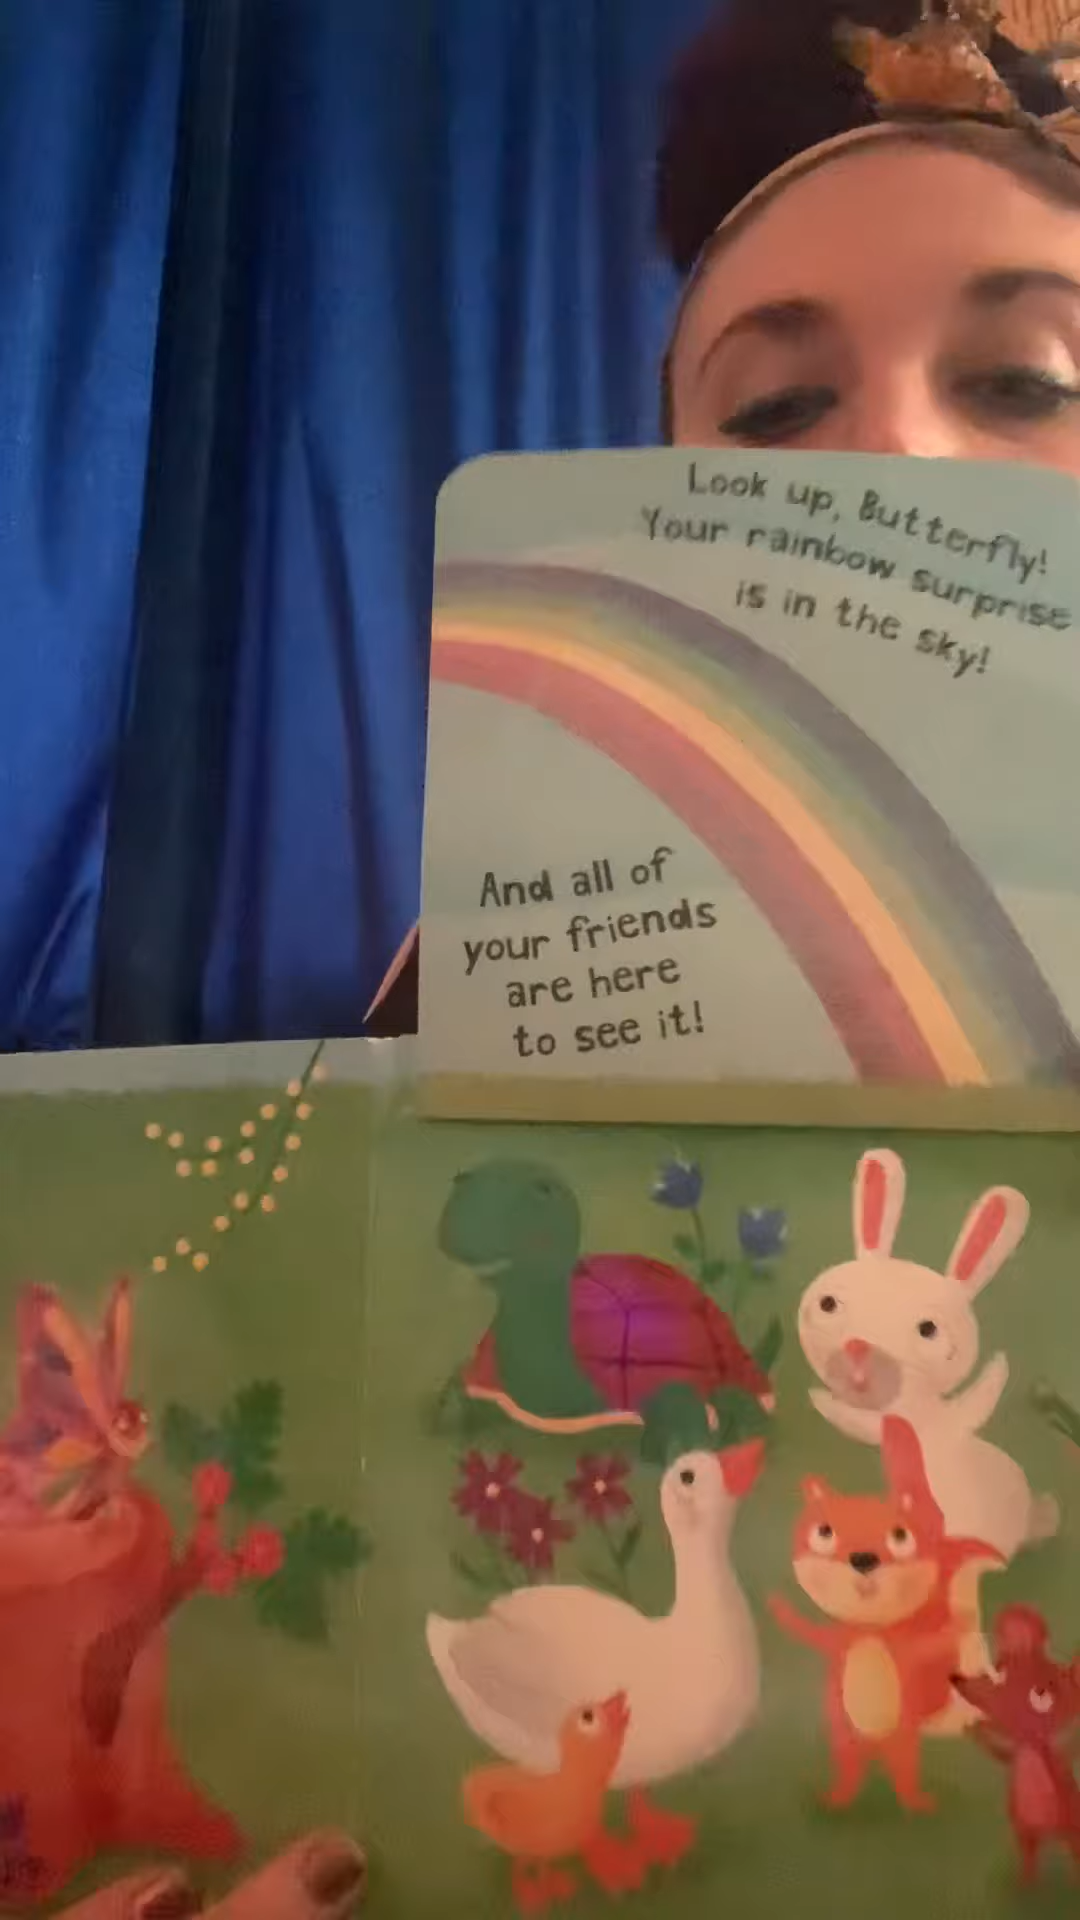 Look up, Butterfly!
Your rainbow surprise
is in the sky!
And all of
your friends
are here
to see it!